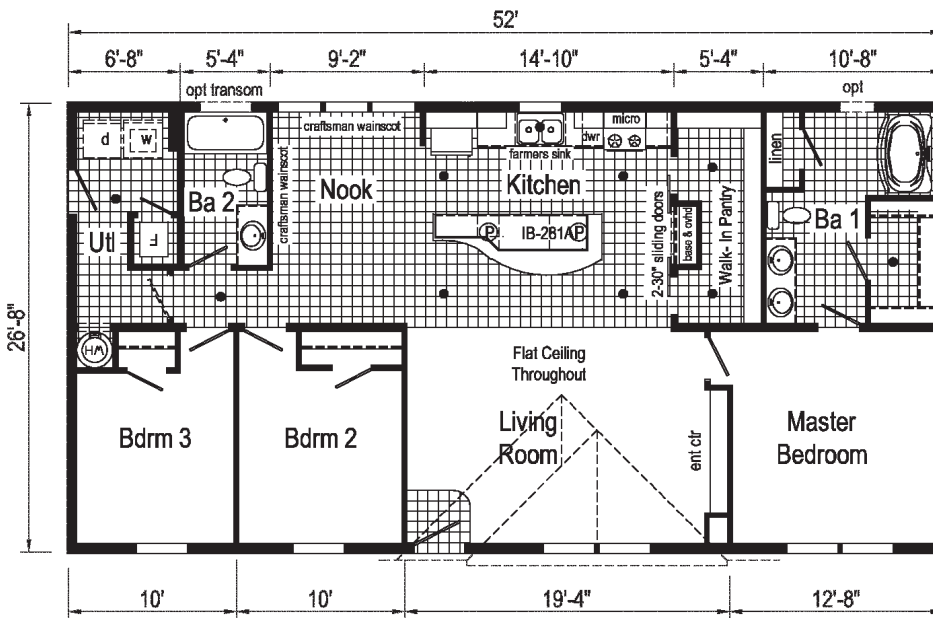 52'
6'-8"
5'-4"
9'-2"
14'-10"
5'-4"
10'-8"
opt transom
opt
d
w
craftsman wainscot
craftsman wainscot
micro
dwr
farmers sink
linen
Nook
Kitchen
Ba 2
Utl
F
P
IB-281A
P
2-30" sliding doors
base & ovhd
Walk-In Pantry
Ba 1
26'-8"
WH
Flat Ceiling
Throughout
Bdrm 3
Bdrm 2
Living
Room
ent ctr
Master
Bedroom
10'
10'
19'-4"
12'-8"